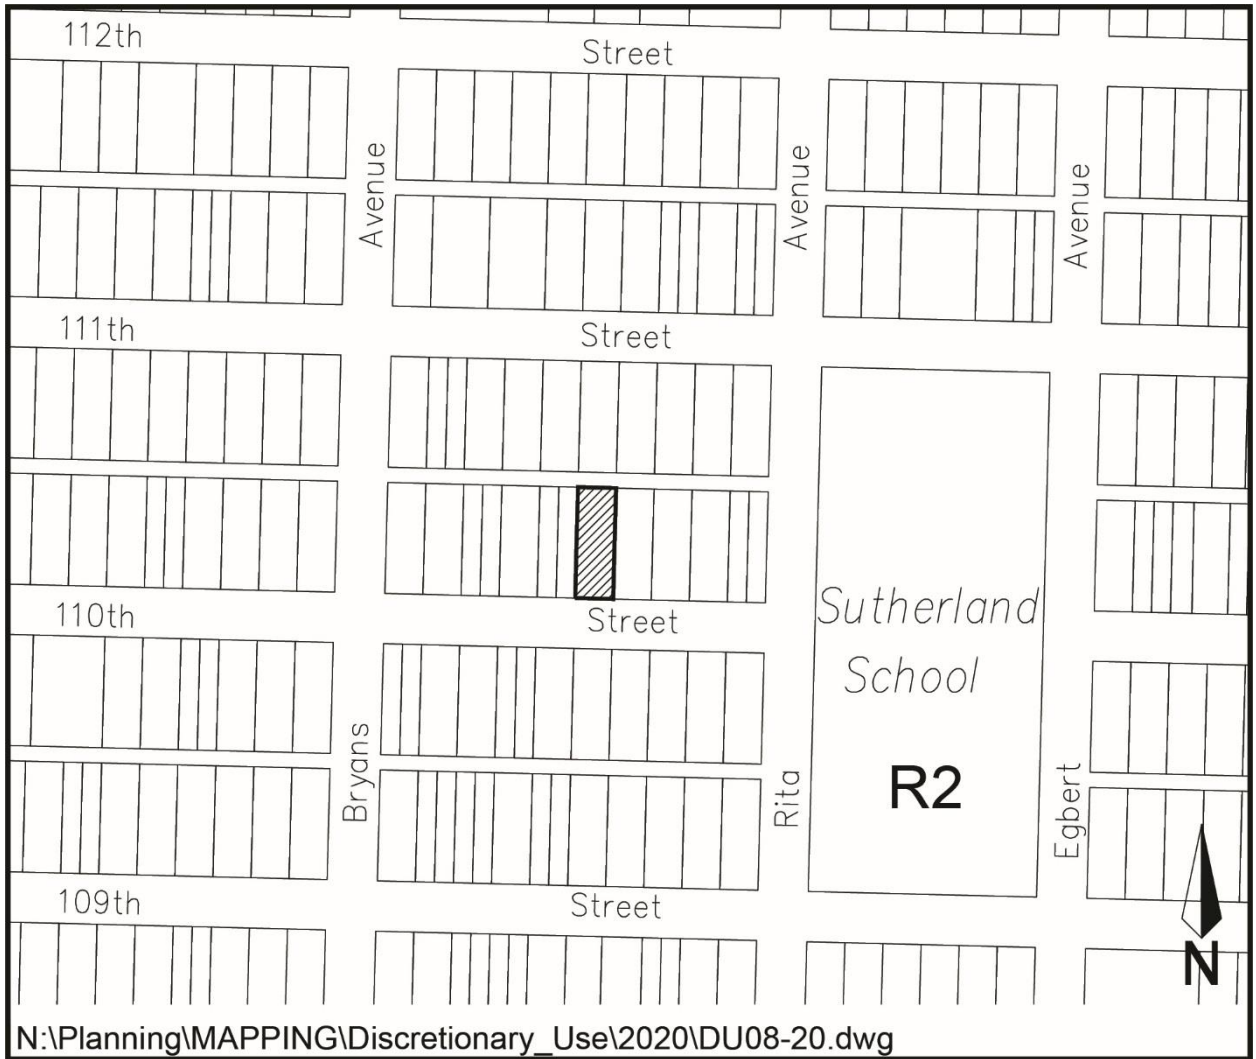 112th Street
Avenue
Avenue
Avenue
111th Street
110th Street
Sutherland
School
R2
Bryans
Rita
Egbert
109th Street
N
N:\Planning\MAPPING\Discretionary_Use\2020\DU08-20.dwg